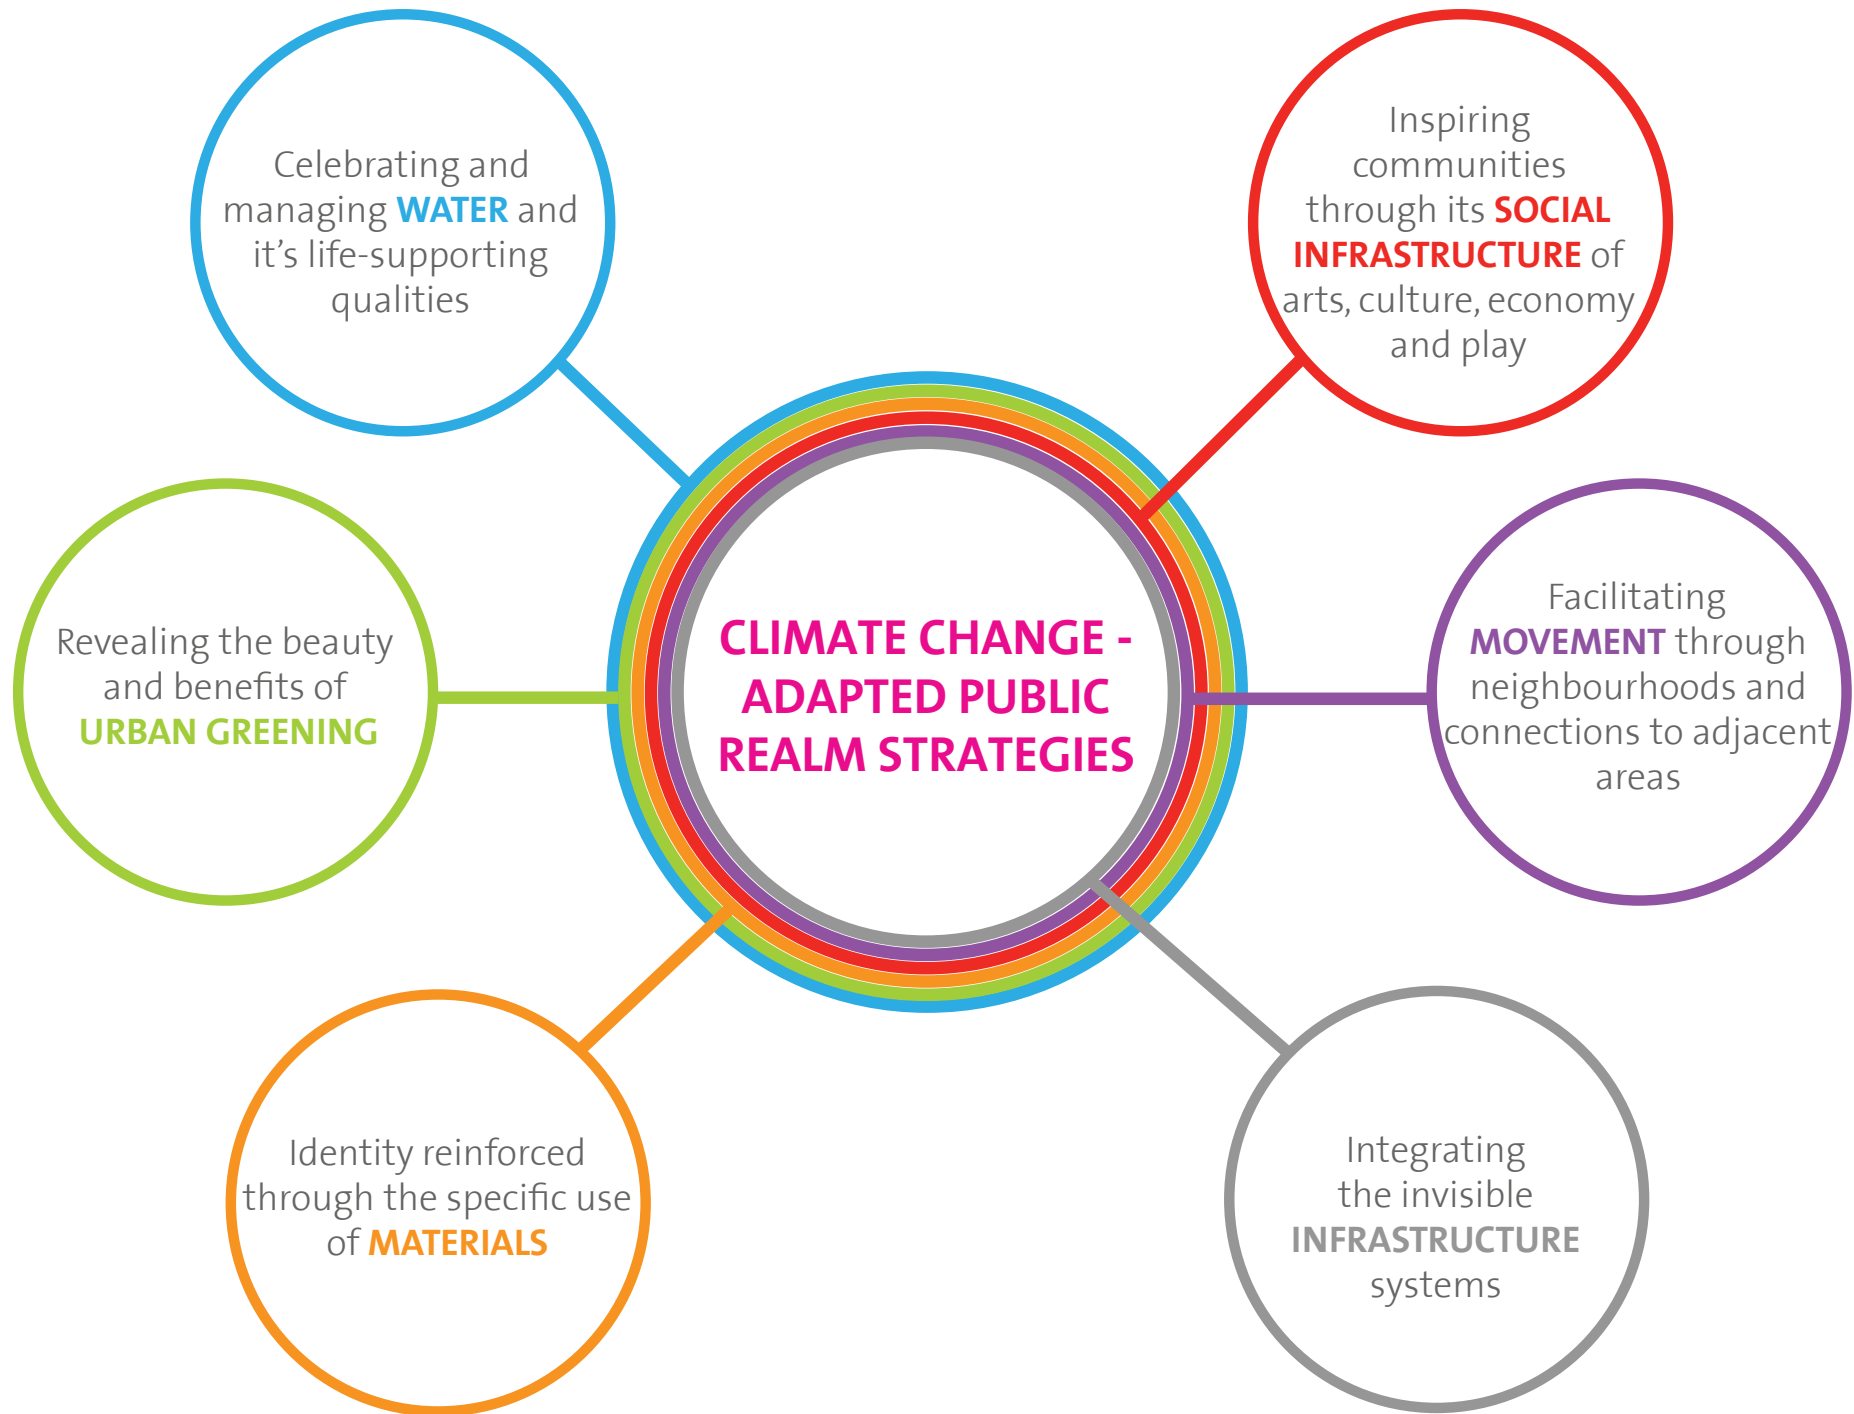 Celebrating and
managing WATER and
it's life-supporting
qualities
Inspiring
communities
through its SOCIAL
INFRASTRUCTURE of
arts, culture, economy
and play
Revealing the beauty
and benefits of
URBAN GREENING
CLIMATE CHANGE -
ADAPTED PUBLIC
REALM STRATEGIES
Facilitating
MOVEMENT through
neighbourhoods and
connections to adjacent
areas
Identity reinforced
through the specific use
of MATERIALS
Integrating
the invisible
INFRASTRUCTURE
systems